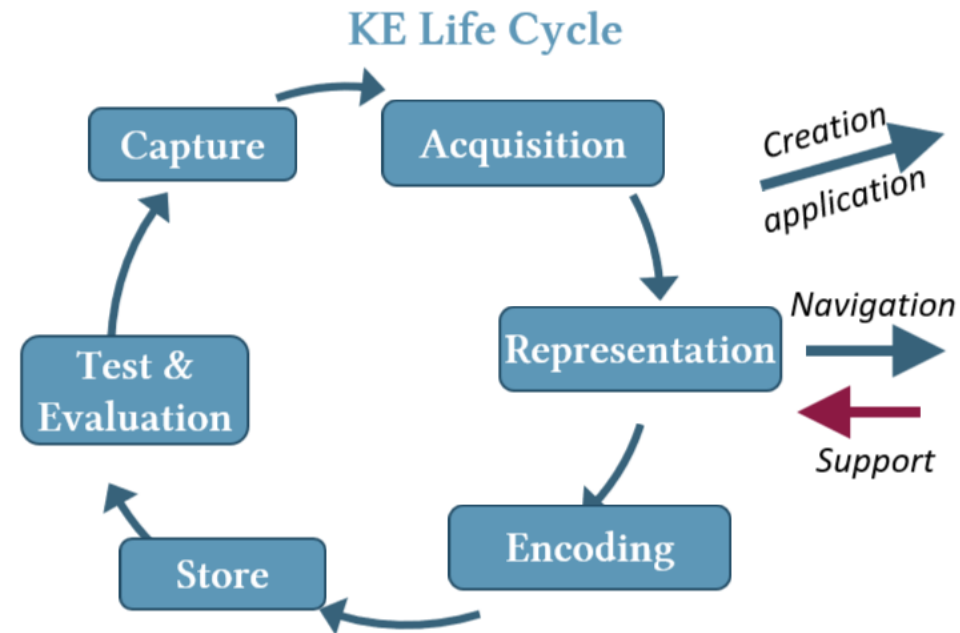 KE Life Cycle
Capture
Acquisition
Creation
application
Representation
Navigation
Support
Test &
Evaluation
Encoding
Store